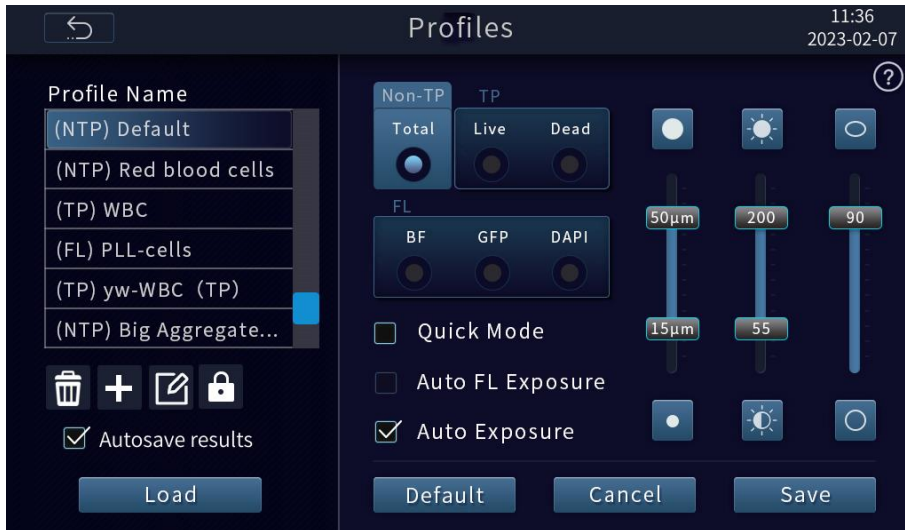 Profiles
11:36
2023-02-07
?
Profile Name
(NTP) Default
(NTP) Red blood cells
(TP) WBC
(FL) PLL-cells
(TP) yw-WBC（TP）
(NTP) Big Aggregate...
Autosave results
Load
Non-TP TP
Total Live Dead
FL
BF GFP DAPI
Quick Mode
Auto FL Exposure
Auto Exposure
50μm 200 90
15μm 55
Default Cancel Save